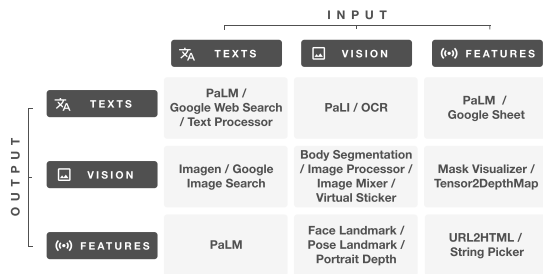 INPUT
TEXTS
VISION
FEATURES
OUTPUT
TEXTS
PaLM /
Google Web Search
/ Text Processor
PaLI / OCR
PaLM /
Google Sheet
VISION
Imagen / Google
Image Search
Body Segmentation
/ Image Processor /
Image Mixer /
Virtual Sticker
Mask Visualizer /
Tensor2DepthMap
FEATURES
PaLM
Face Landmark /
Pose Landmark /
Portrait Depth
URL2HTML /
String Picker